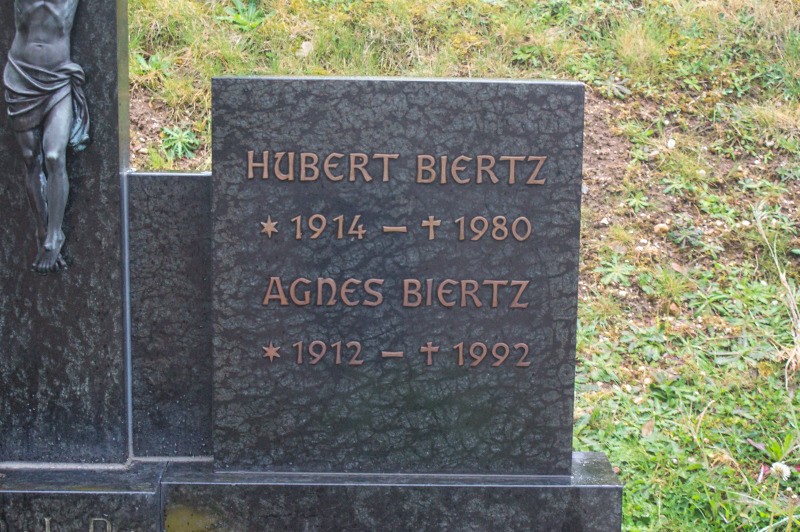 HUBERT BIERTZ
* 1914 – † 1980
AGNES BIERTZ
* 1912 – † 1992